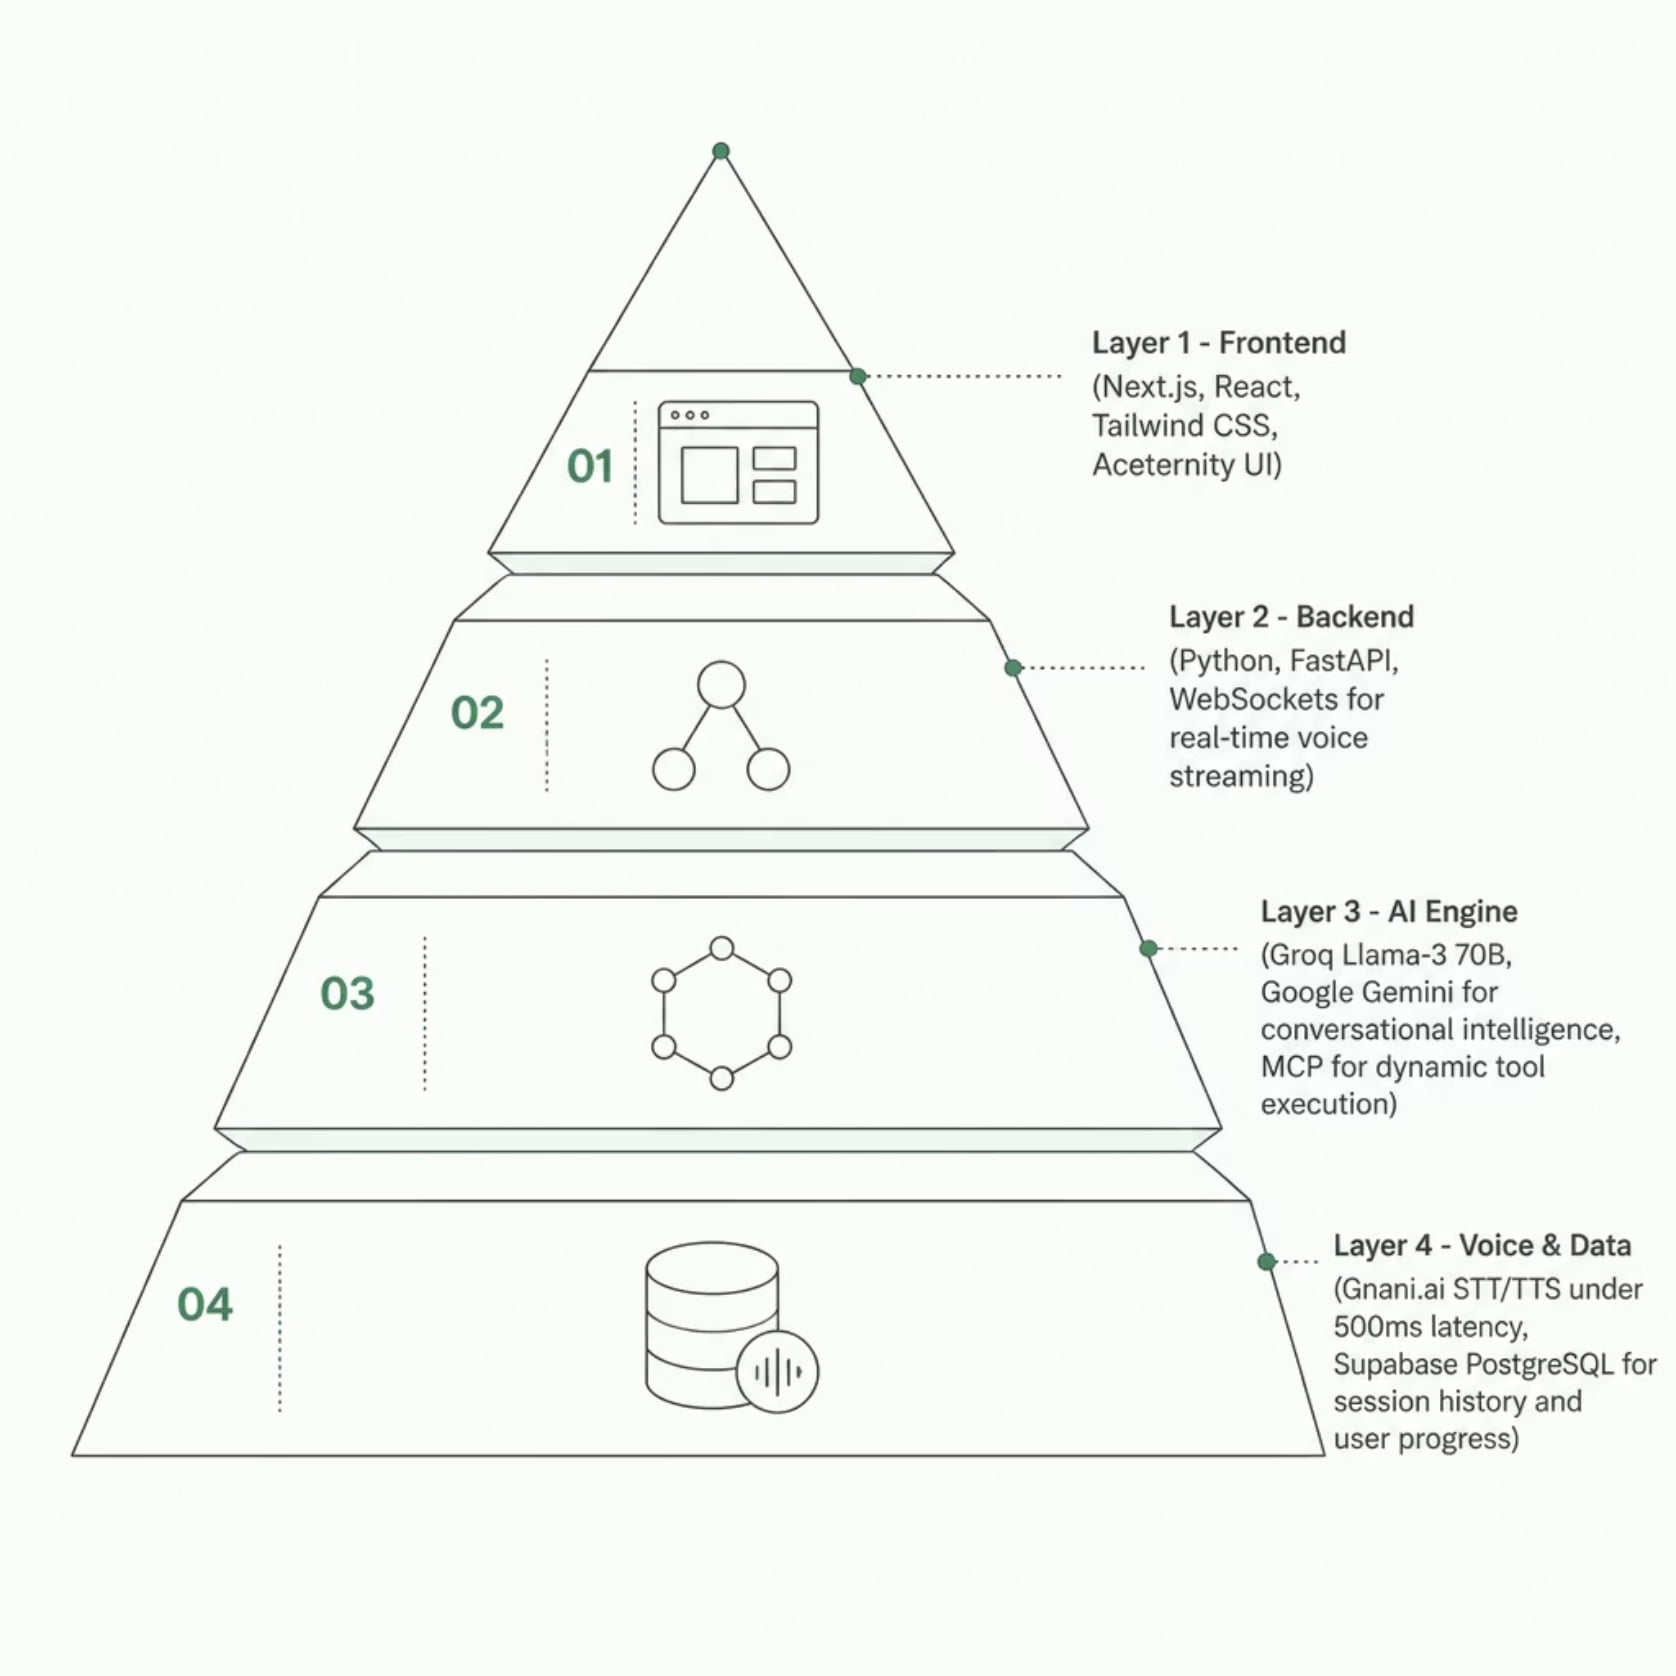 Layer 1 - Frontend
(Next.js, React,
Tailwind CSS,
Aceternity UI)
01
Layer 2 - Backend
(Python, FastAPI,
WebSockets for
real-time voice
streaming)
02
Layer 3 - AI Engine
(Groq Llama-3 70B,
Google Gemini for
conversational intelligence,
MCP for dynamic tool
execution)
03
Layer 4 - Voice & Data
(Gnani.ai STT/TTS under
500ms latency,
Supabase PostgreSQL for
session history and
user progress)
04